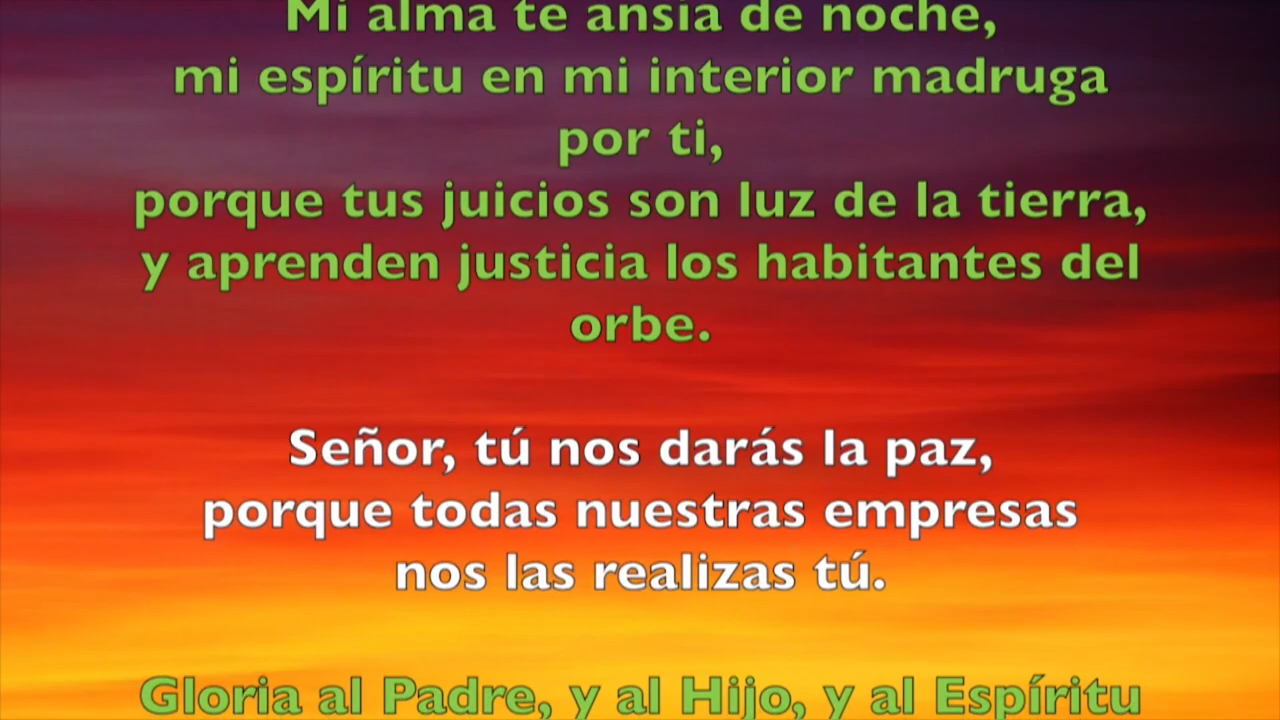 Mi alma te ansía de noche,
mi espíritu en mi interior madruga
por ti,
porque tus juicios son luz de la tierra,
y aprenden justicia los habitantes del
orbe.
Señor, tú nos darás la paz,
porque todas nuestras empresas
nos las realizas tú.
Gloria al Padre, y al Hijo, y al Espíritu